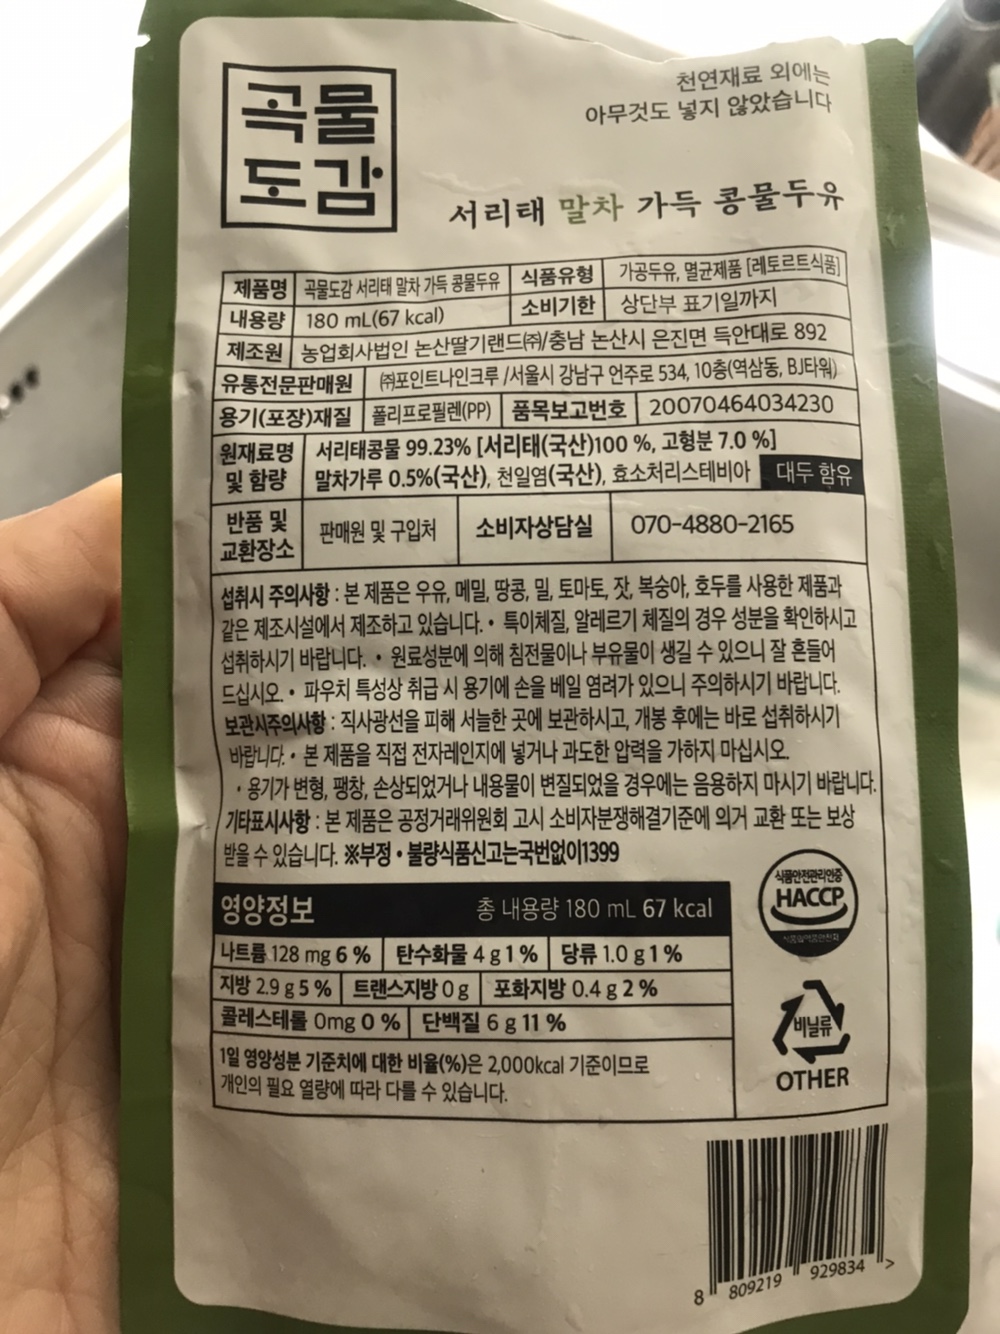 곡물
도감
천연재료 외에는
아무것도 넣지 않았습니다
서리태 말차 가득 콩물두유
제품명 곡물도감 서리태 말차 가득 콩물두유 식품유형 가공두유, 멸균제품 [레토르트식품]
내용량 180 mL(67 kcal) 소비기한 상단부 표기일까지
제조원 농업회사법인 논산딸기랜드㈜/충남 논산시 은진면 득안대로 892
유통전문판매원 ㈜포인트나인크루 /서울시 강남구 언주로 534, 10층(역삼동, BJ타워)
용기(포장)재질 폴리프로필렌(PP) 품목보고번호 20070464034230
원재료명 및 함량 서리태콩물 99.23% [서리태(국산)100 %, 고형분 7.0 %]
말차가루 0.5%(국산), 천일염(국산), 효소처리스테비아 대두 함유
반품 및 교환장소 판매원 및 구입처 소비자상담실 070-4880-2165
섭취시 주의사항 : 본 제품은 우유, 메밀, 땅콩, 밀, 토마토, 잣, 복숭아, 호두를 사용한 제품과
같은 제조시설에서 제조하고 있습니다. • 특이체질, 알레르기 체질의 경우 성분을 확인하시고
섭취하시기 바랍니다. • 원료성분에 의해 침전물이나 부유물이 생길 수 있으니 잘 흔들어
드십시오. • 파우치 특성상 취급 시 용기에 손을 베일 염려가 있으니 주의하시기 바랍니다.
보관시주의사항 : 직사광선을 피해 서늘한 곳에 보관하시고, 개봉 후에는 바로 섭취하시기
바랍니다. • 본 제품을 직접 전자레인지에 넣거나 과도한 압력을 가하지 마십시오.
• 용기가 변형, 팽창, 손상되었거나 내용물이 변질되었을 경우에는 음용하지 마시기 바랍니다.
기타표시사항 : 본 제품은 공정거래위원회 고시 소비자분쟁해결기준에 의거 교환 또는 보상
받을 수 있습니다. ※부정 • 불량식품신고는국번없이1399
식품안전관리인증
HACCP
영양정보 총 내용량 180 mL 67 kcal
나트륨 128 mg 6 % 탄수화물 4 g 1 % 당류 1.0 g 1 %
지방 2.9 g 5 % 트랜스지방 0 g 포화지방 0.4 g 2 %
콜레스테롤 0mg 0 % 단백질 6 g 11 %
1일 영양성분 기준치에 대한 비율(%)은 2,000kcal 기준이므로
개인의 필요 열량에 따라 다를 수 있습니다.
비닐류
OTHER
8 809219 929834 >